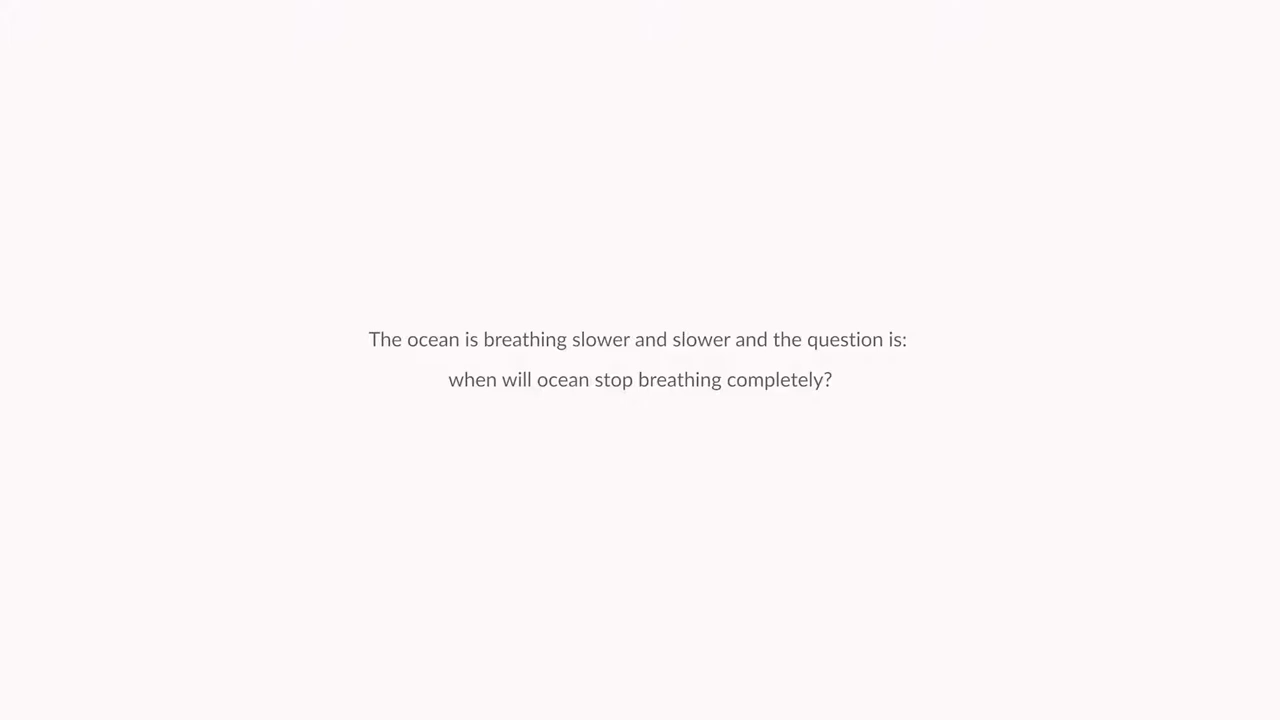 The ocean is breathing slower and slower and the question is:
when will ocean stop breathing completely?